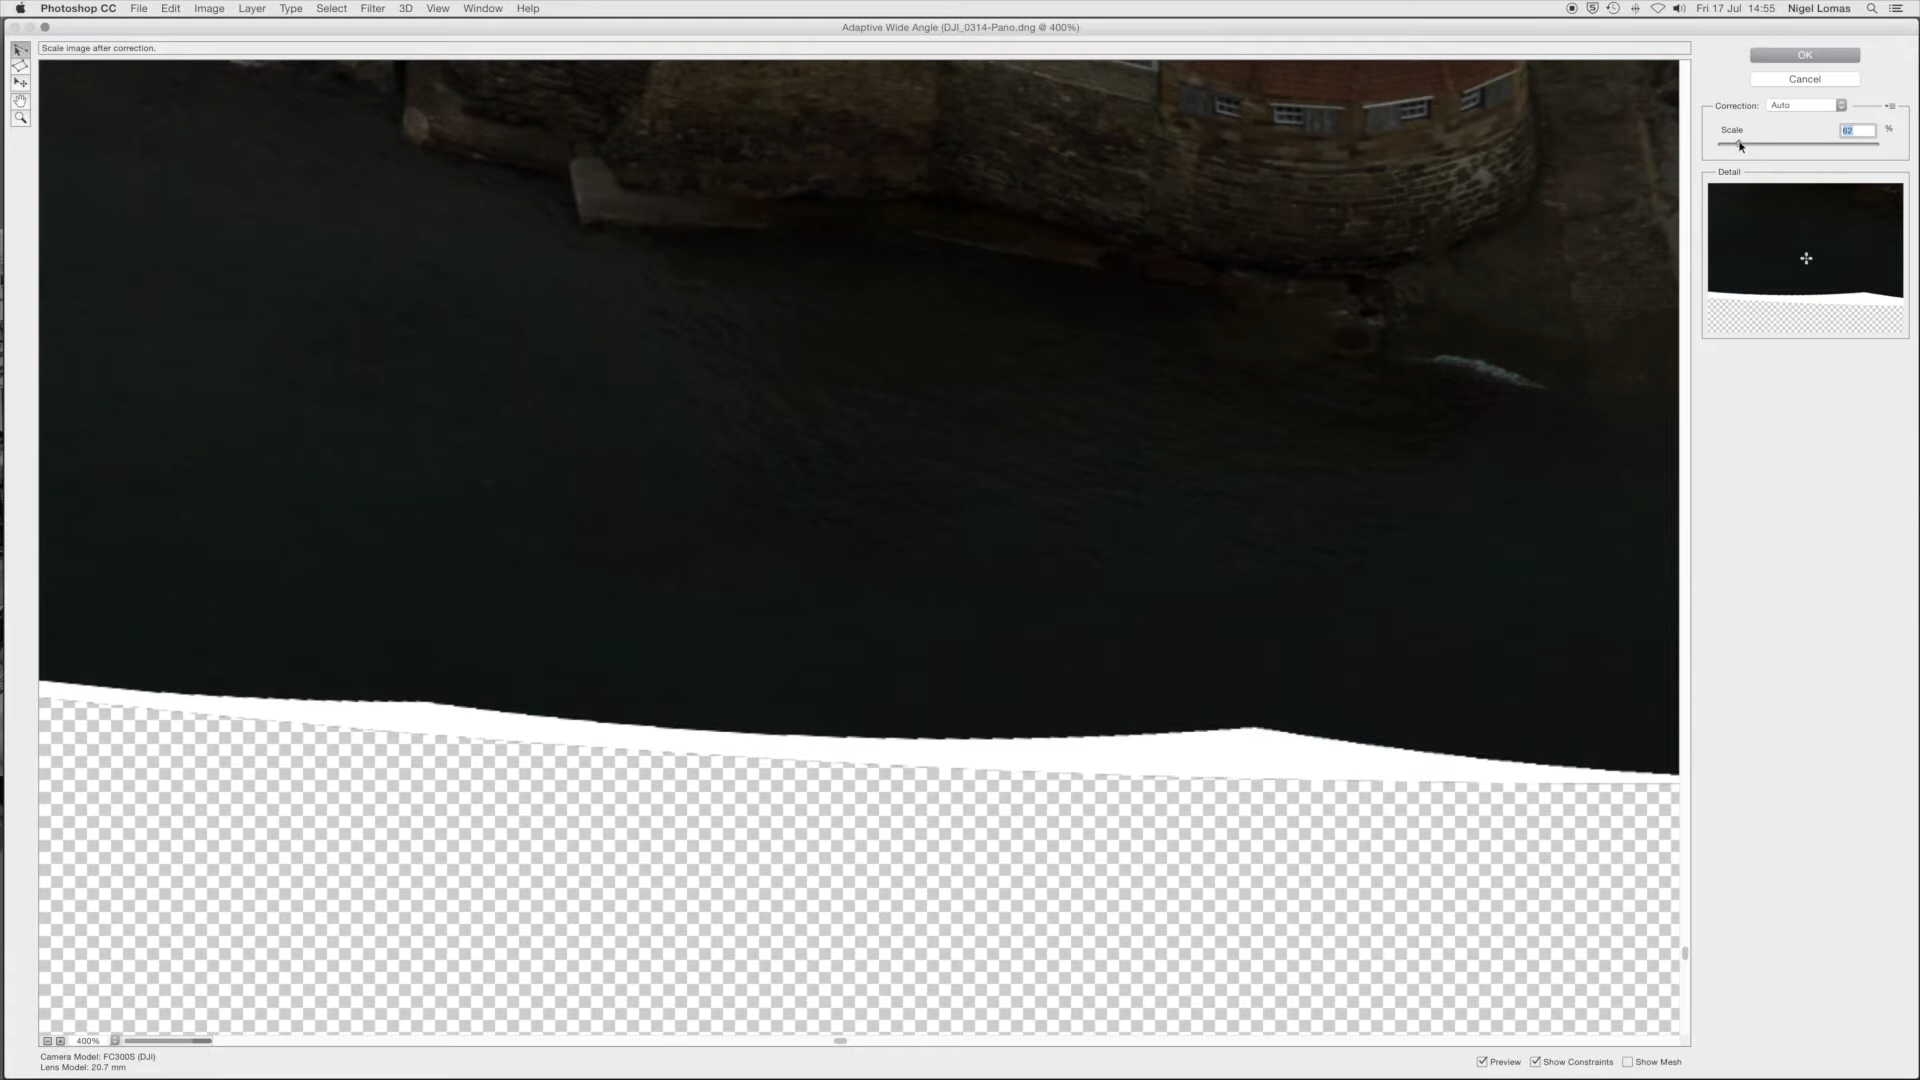 Photoshop CC File Edit Image Layer Type Select Filter 3D View Window Help Fri 17 Jul 14:55 Nigel Lomas
Adaptive Wide Angle (DJI_0314-Pano.dng @ 400%)
Scale image after correction.
OK
Cancel
Correction: Auto
Scale 62 %
Detail
400%
Camera Model: FC300S (DJI)
Lens Model: 20.7 mm
Preview Show Constraints Show Mesh